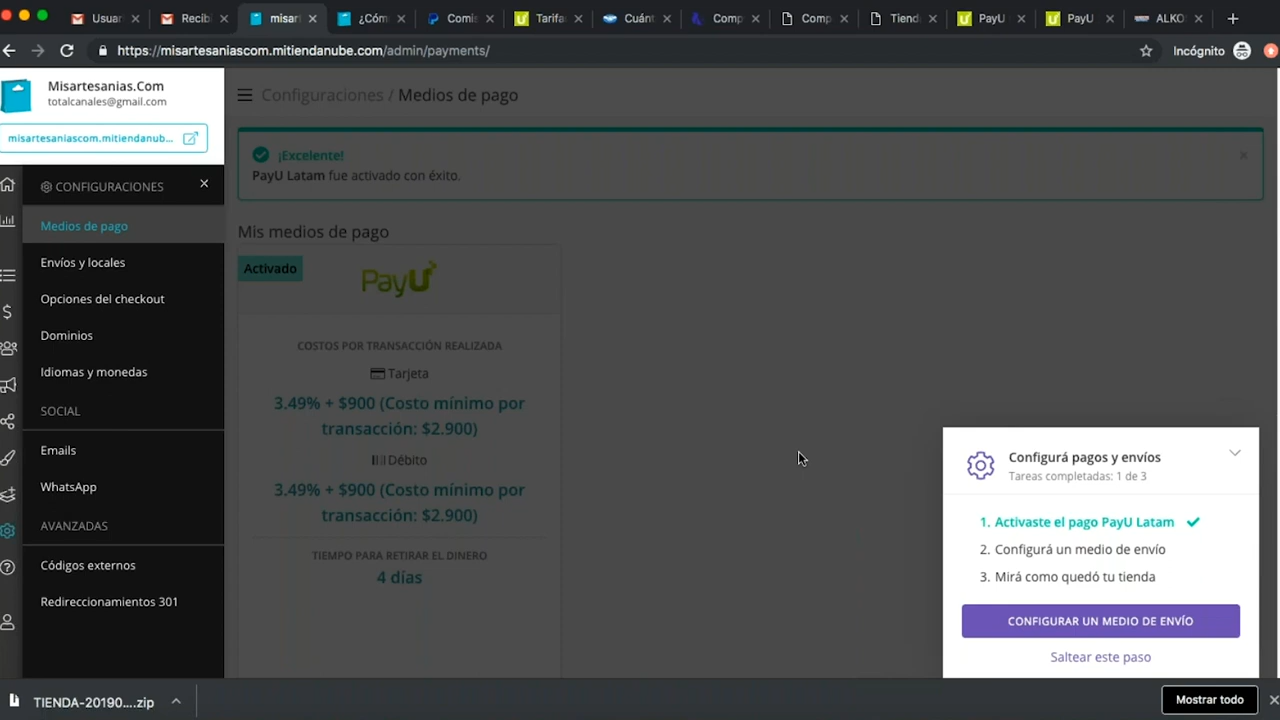 Usuar
Recib
misar
¿Cóm
Comis
Tarifa
Cuánt
Comp
Comp
Tiend
PayU
PayU
ALKO
https://misartesaniascom.mitiendanube.com/admin/payments/
Incógnito
Misartesanias.Com
totalcanales@gmail.com
misartesaniascom.mitiendanub...
Configuraciones / Medios de pago
¡Excelente!
PayU Latam fue activado con éxito.
CONFIGURACIONES
Medios de pago
Envíos y locales
Opciones del checkout
Dominios
Idiomas y monedas
SOCIAL
Emails
WhatsApp
AVANZADAS
Códigos externos
Redireccionamientos 301
Mis medios de pago
Activado
PayU
COSTOS POR TRANSACCIÓN REALIZADA
Tarjeta
3.49% + $900 (Costo mínimo por
transacción: $2.900)
Débito
3.49% + $900 (Costo mínimo por
transacción: $2.900)
TIEMPO PARA RETIRAR EL DINERO
4 días
Configurá pagos y envíos
Tareas completadas: 1 de 3
1. Activaste el pago PayU Latam
2. Configurá un medio de envío
3. Mirá como quedó tu tienda
CONFIGURAR UN MEDIO DE ENVÍO
Saltear este paso
TIENDA-20190....zip
Mostrar todo